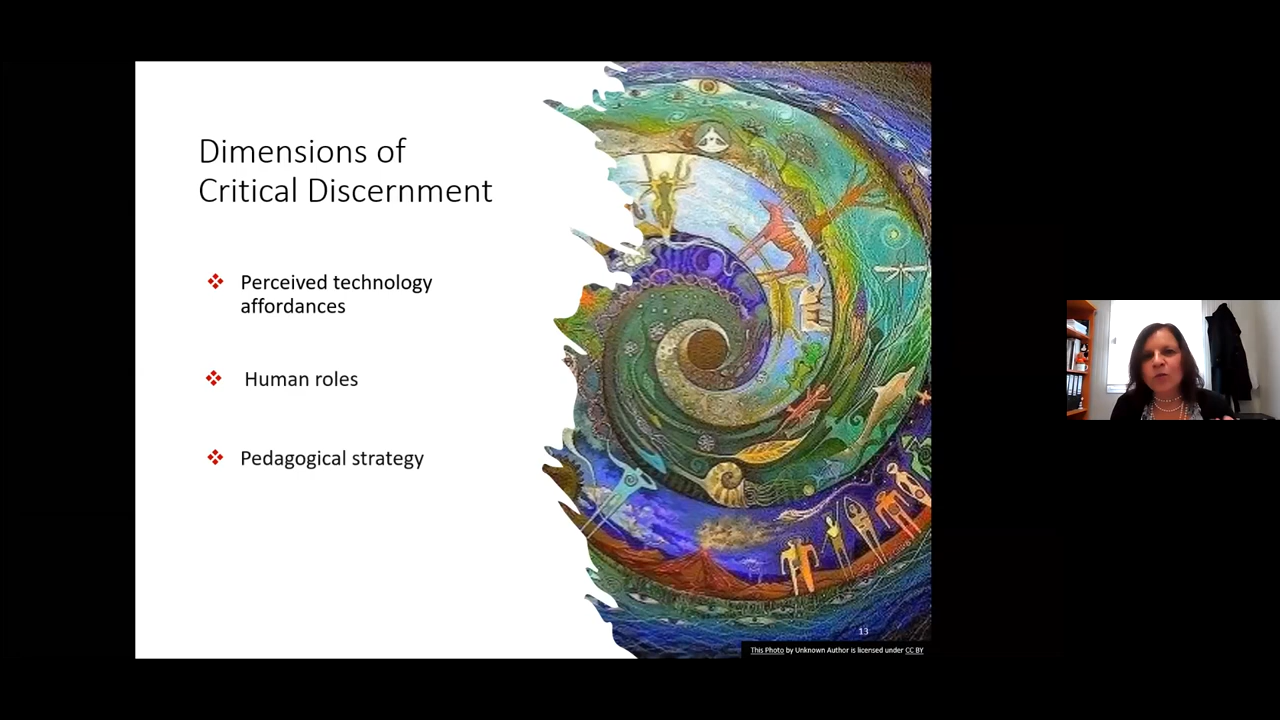 Dimensions of
Critical Discernment
Perceived technology
affordances
Human roles
Pedagogical strategy
13
This Photo by Unknown Author is licensed under CC BY